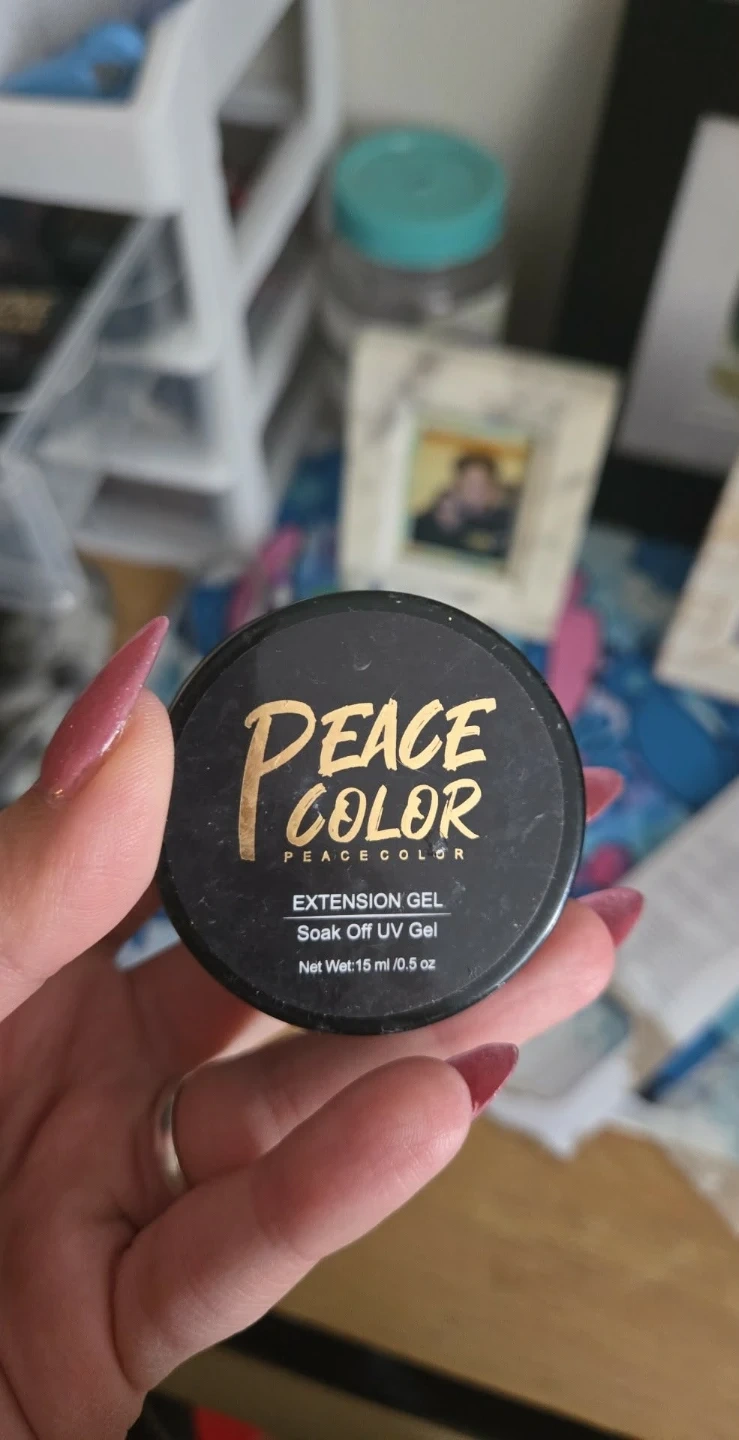 PEACE
COLOR
PEACECOLOR
EXTENSION GEL
Soak Off UV Gel
Net Wet:15 ml /0.5 oz